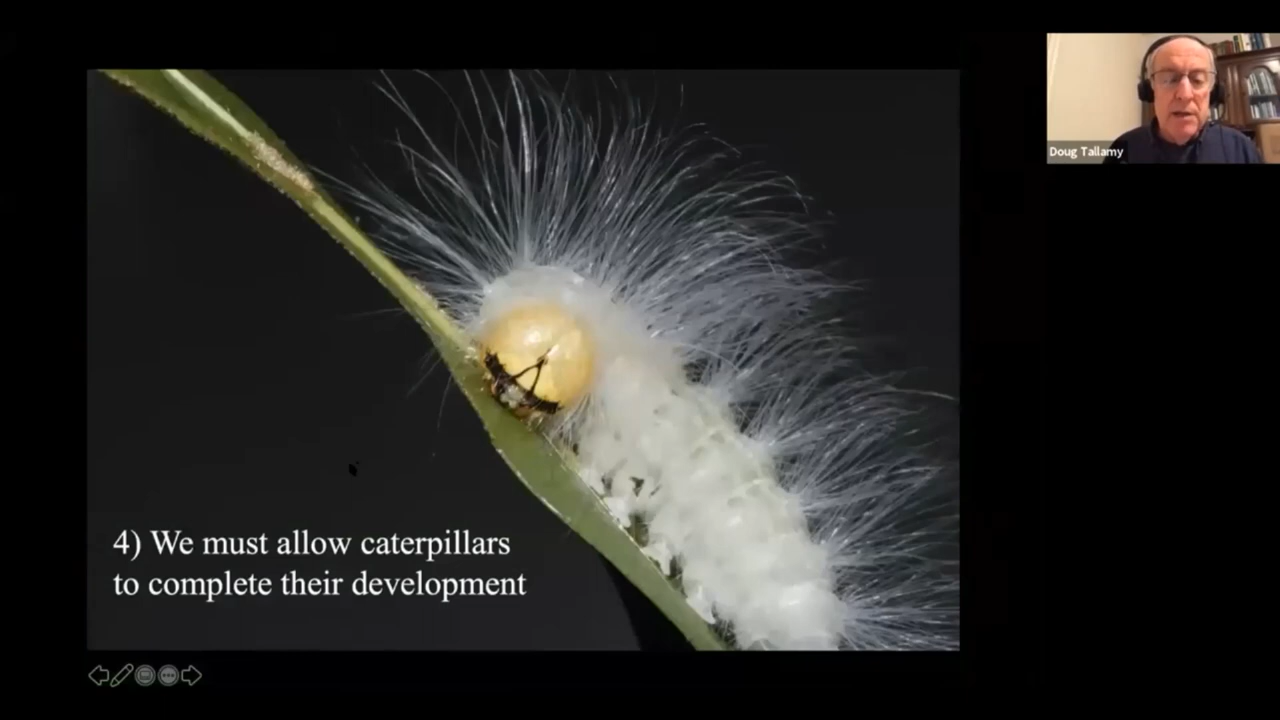 Doug Tallamy
4) We must allow caterpillars
to complete their development